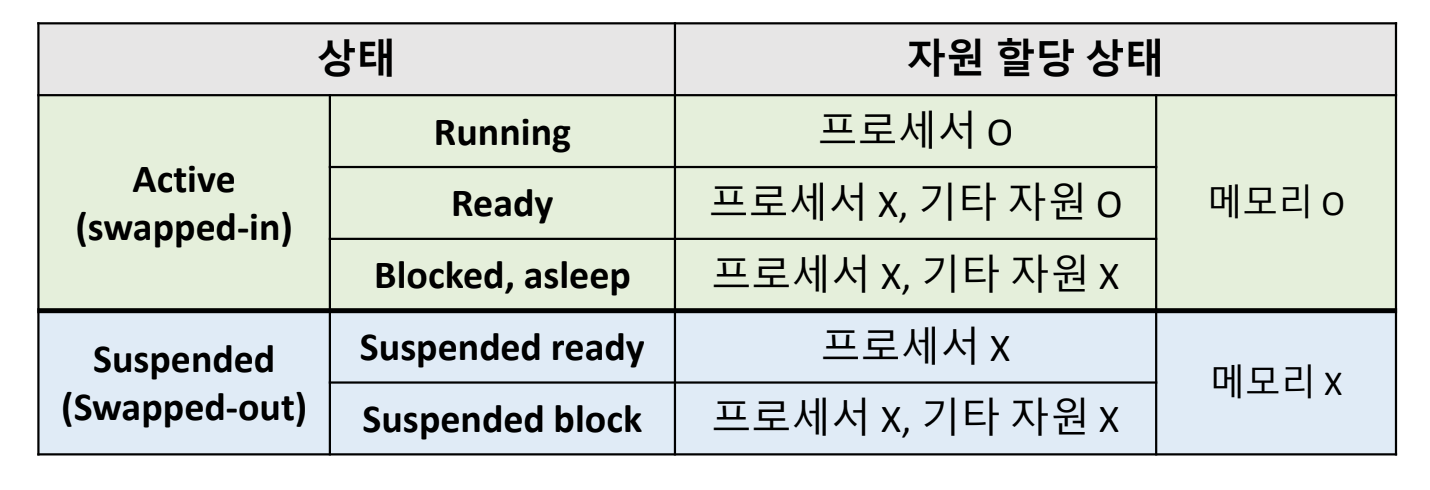 상태
자원 할당 상태
Active
(swapped-in)
Running
프로세서 O
메모리 O
Ready
프로세서 X, 기타 자원 O
Blocked, asleep
프로세서 X, 기타 자원 X
Suspended
(Swapped-out)
Suspended ready
프로세서 X
메모리 X
Suspended block
프로세서 X, 기타 자원 X